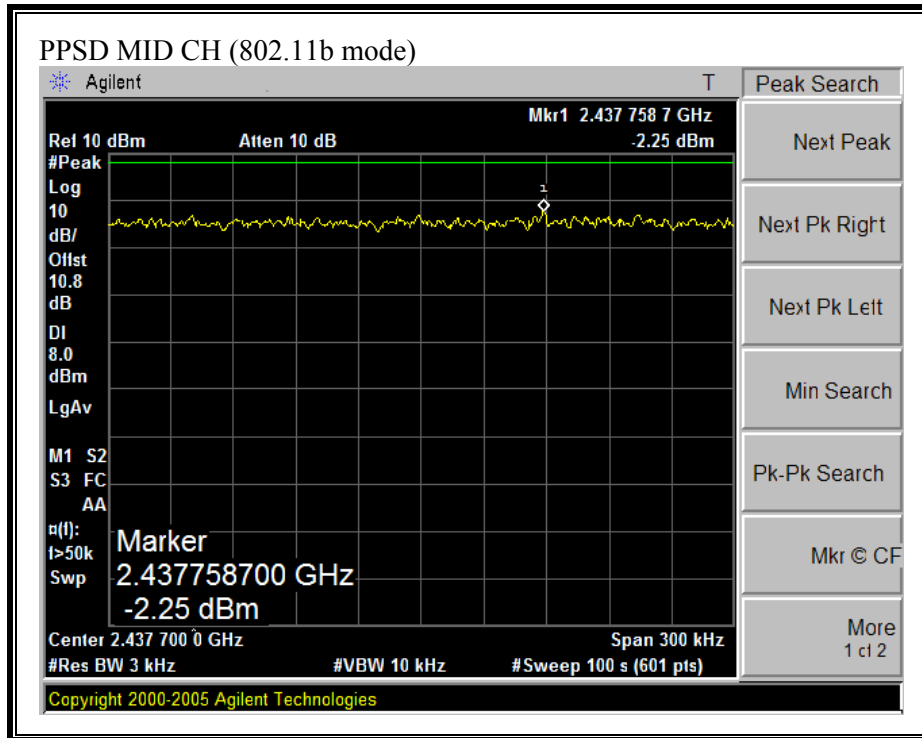 PPSD MID CH (802.11b mode)
Agilent T
Peak Search
Mkr1 2.437 758 7 GHz
Ref 10 dBm Atten 10 dB -2.25 dBm
#Peak
Log
10
dB/
Offst
10.8
dB
DI
8.0
dBm
LgAv
M1 S2
S3 FC
AA
¤(f):
f>50k
Swp
1
Marker
2.437758700 GHz
-2.25 dBm
Center 2.437 700 0 GHz Span 300 kHz
#Res BW 3 kHz #VBW 10 kHz #Sweep 100 s (601 pts)
Copyright 2000-2005 Agilent Technologies
Next Peak
Next Pk Right
Next Pk Left
Min Search
Pk-Pk Search
Mkr © CF
More
1 of 2